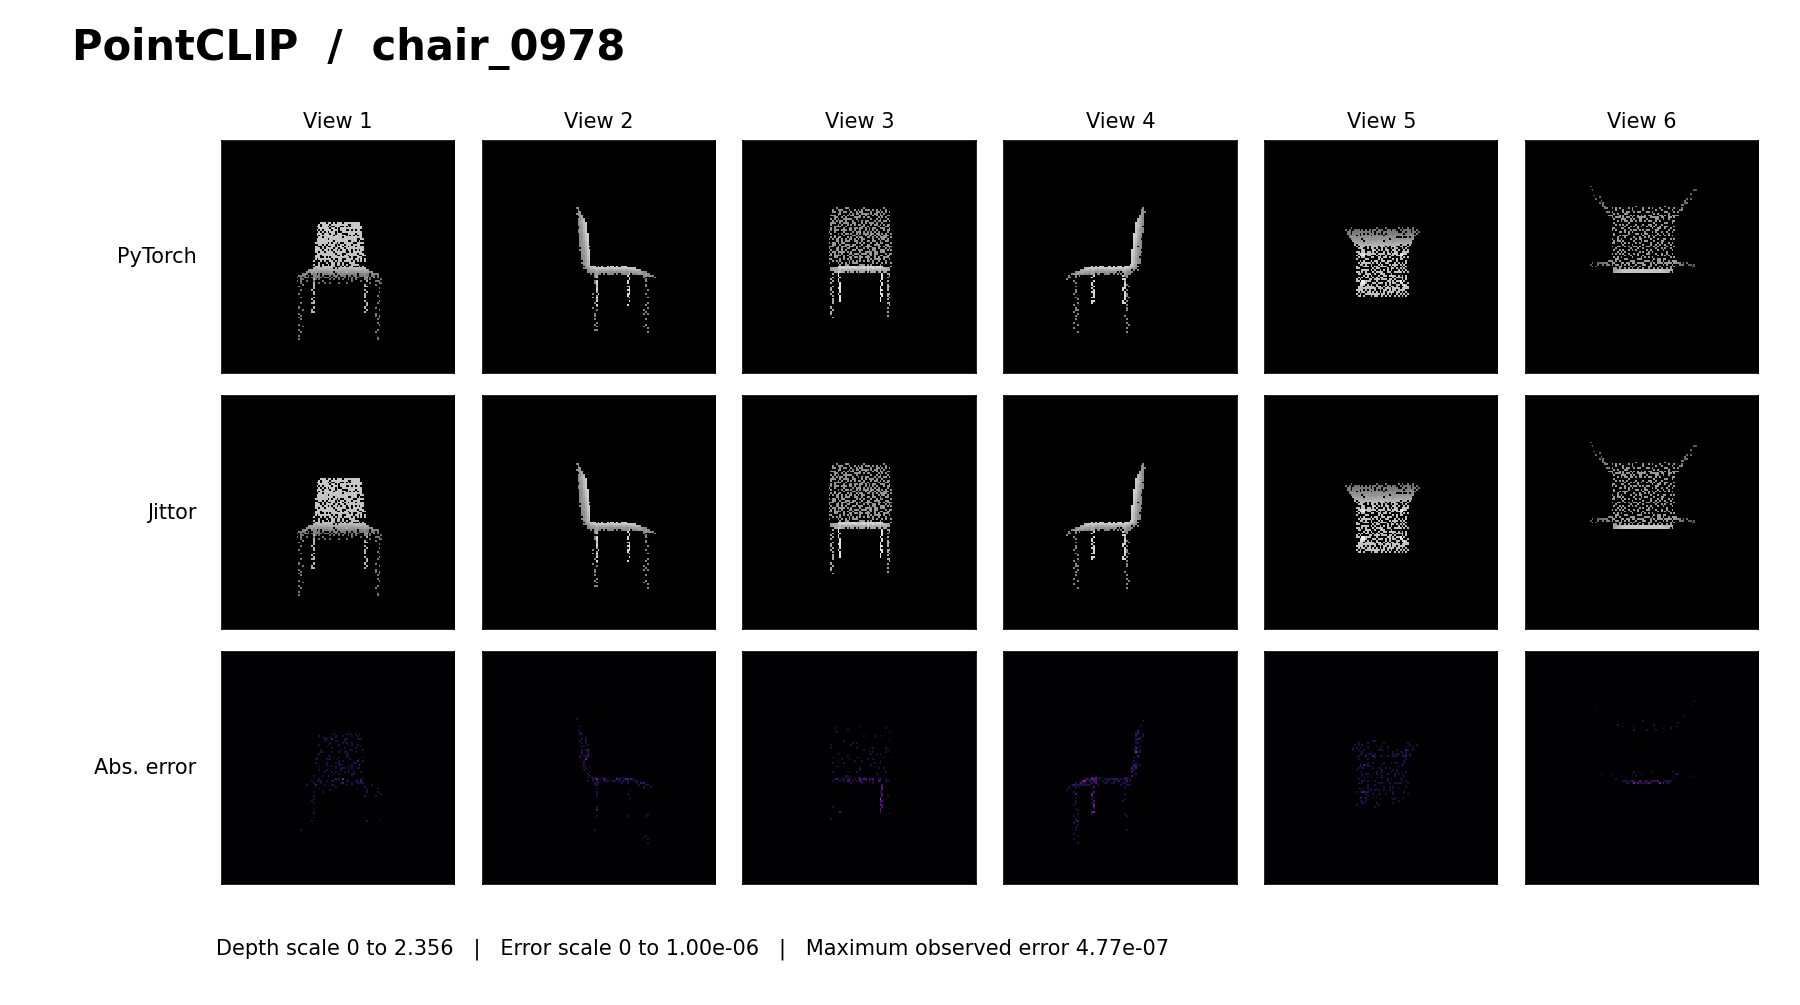 PointCLIP / chair_0978
View 1 View 2 View 3 View 4 View 5 View 6
PyTorch
Jittor
Abs. error
Depth scale 0 to 2.356 | Error scale 0 to 1.00e-06 | Maximum observed error 4.77e-07